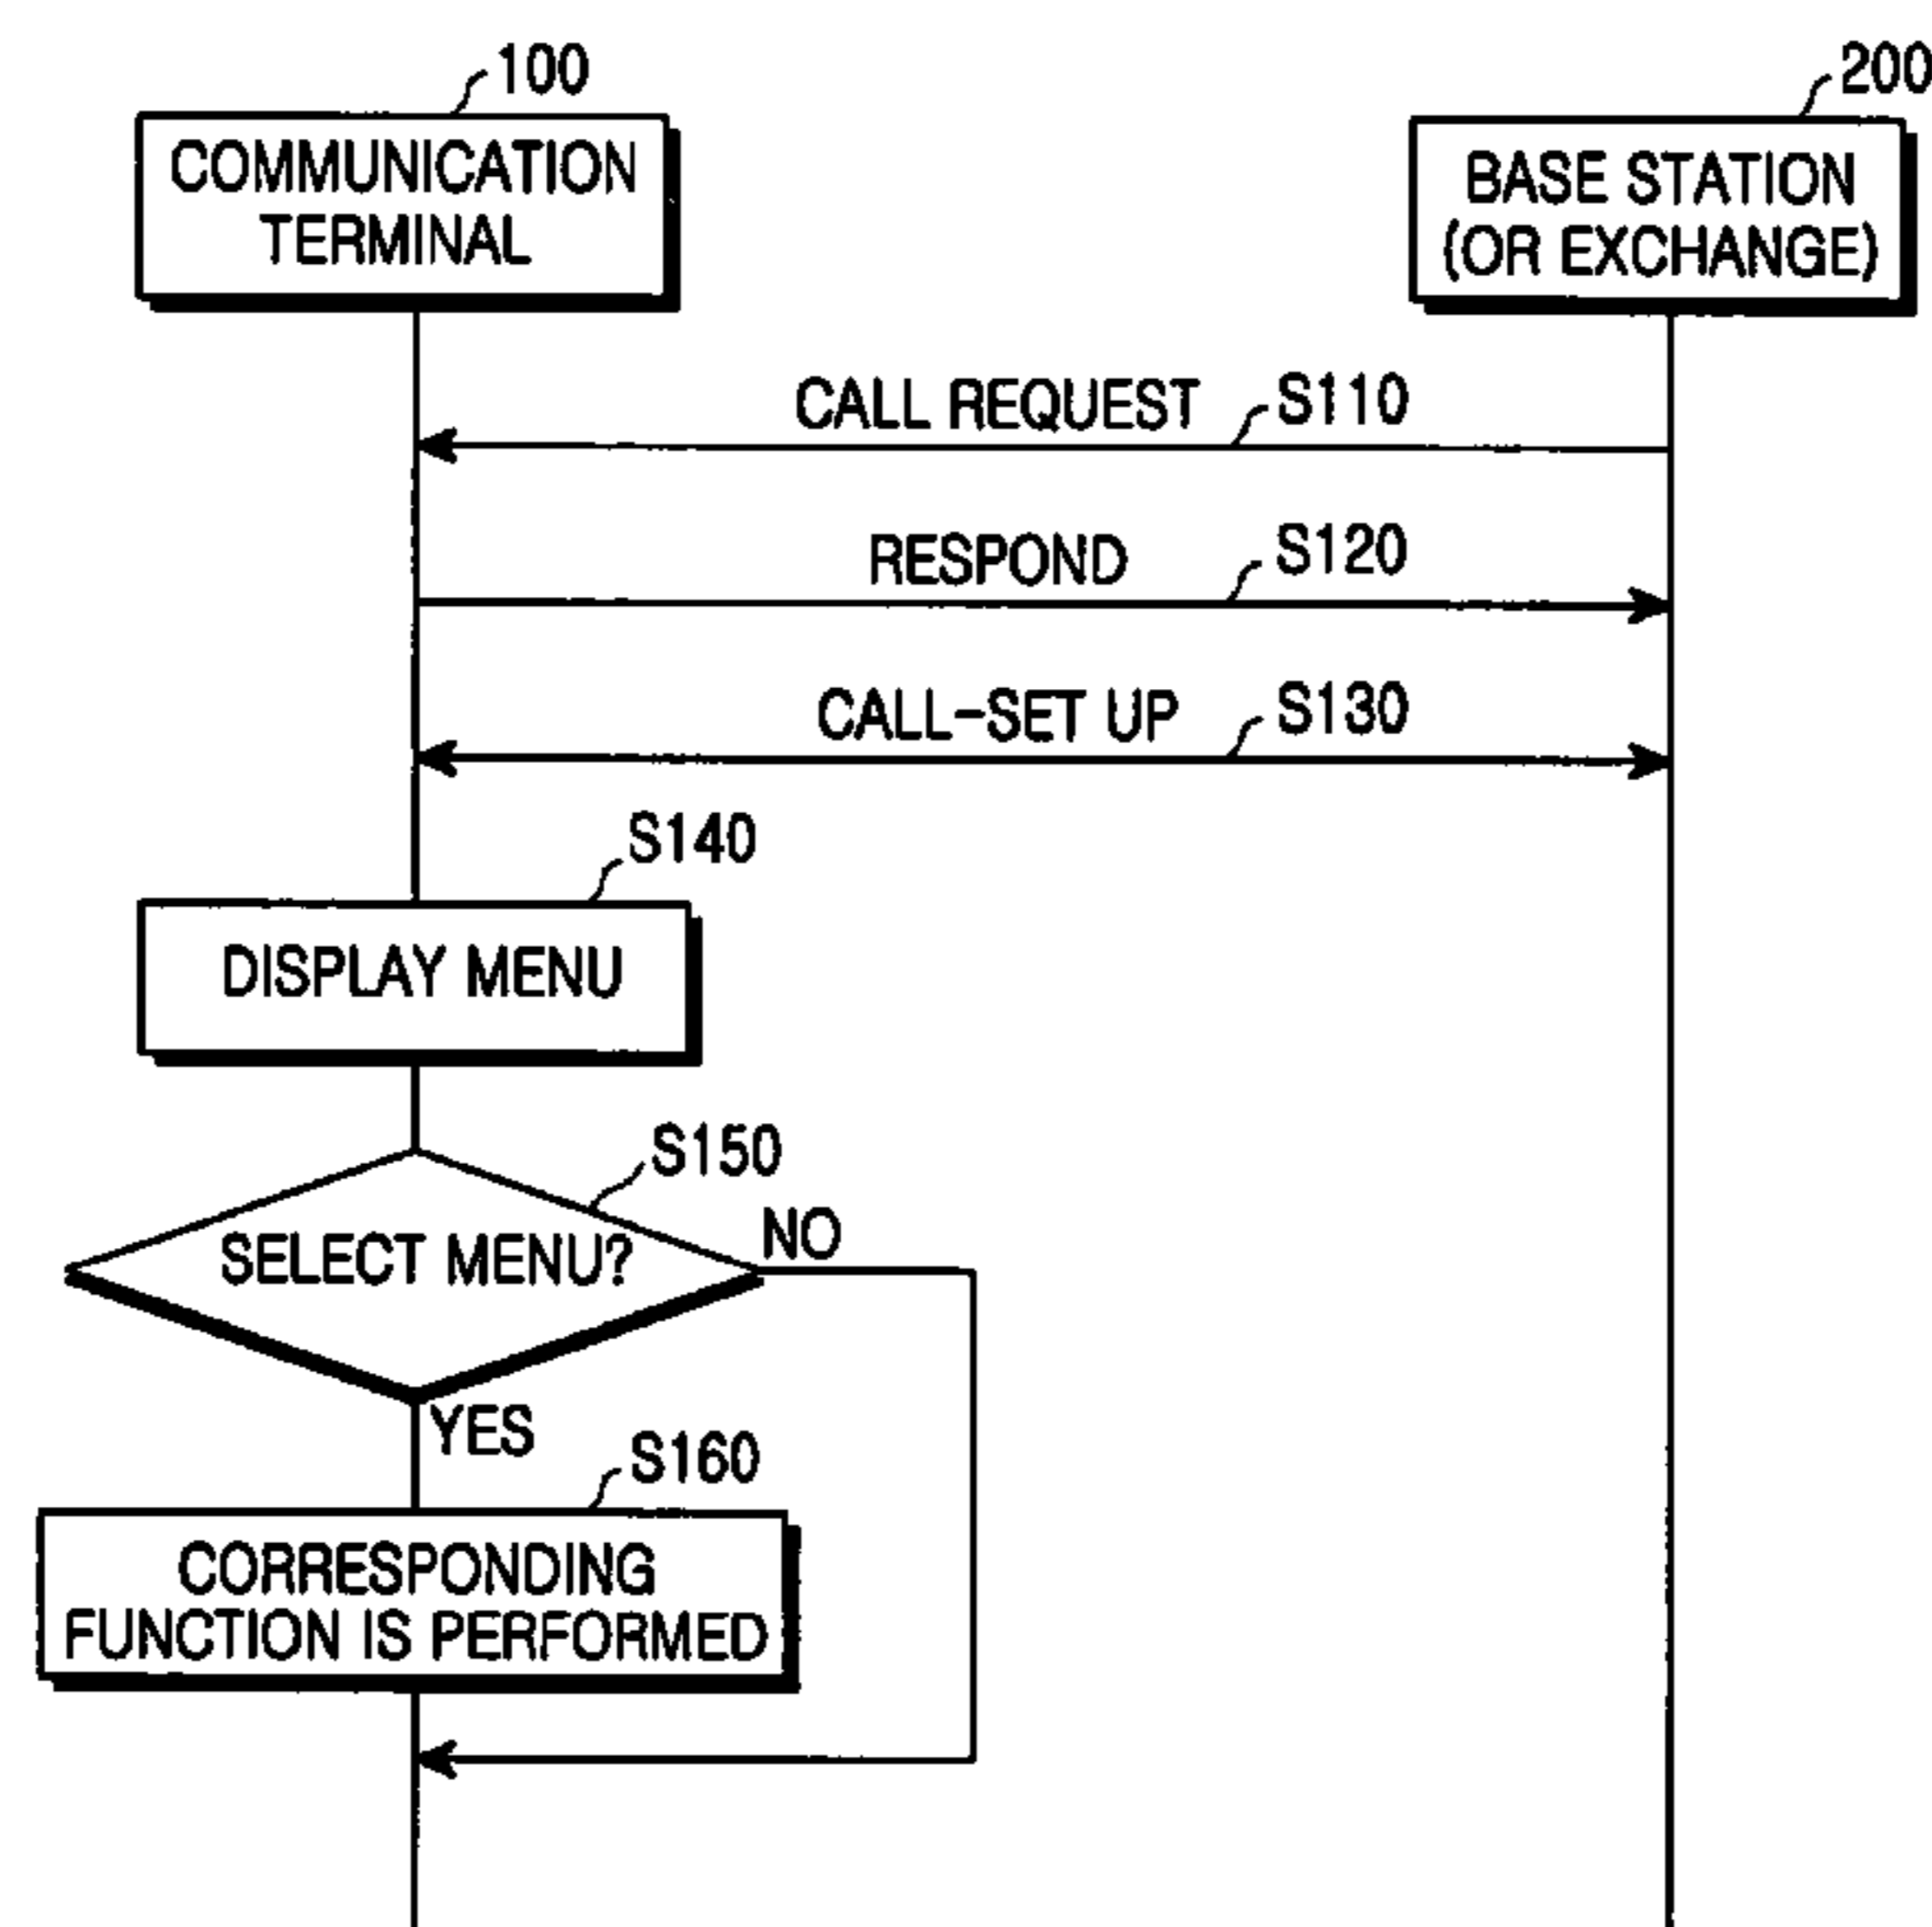 100
COMMUNICATION
TERMINAL
200
BASE STATION
(OR EXCHANGE)
CALL REQUEST
S110
RESPOND
S120
CALL-SET UP
S130
S140
DISPLAY MENU
S150
SELECT MENU?
NO
YES
S160
CORRESPONDING
FUNCTION IS PERFORMED